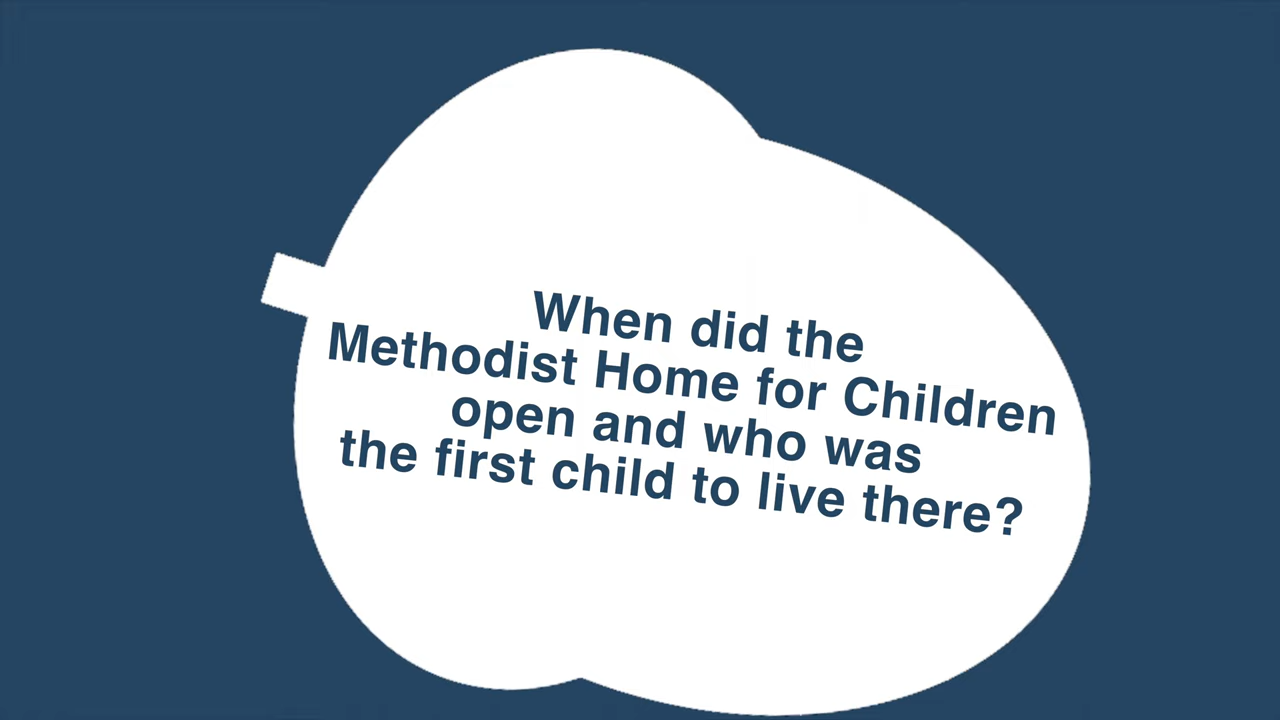 When did the
Methodist Home for Children
open and who was
the first child to live there?